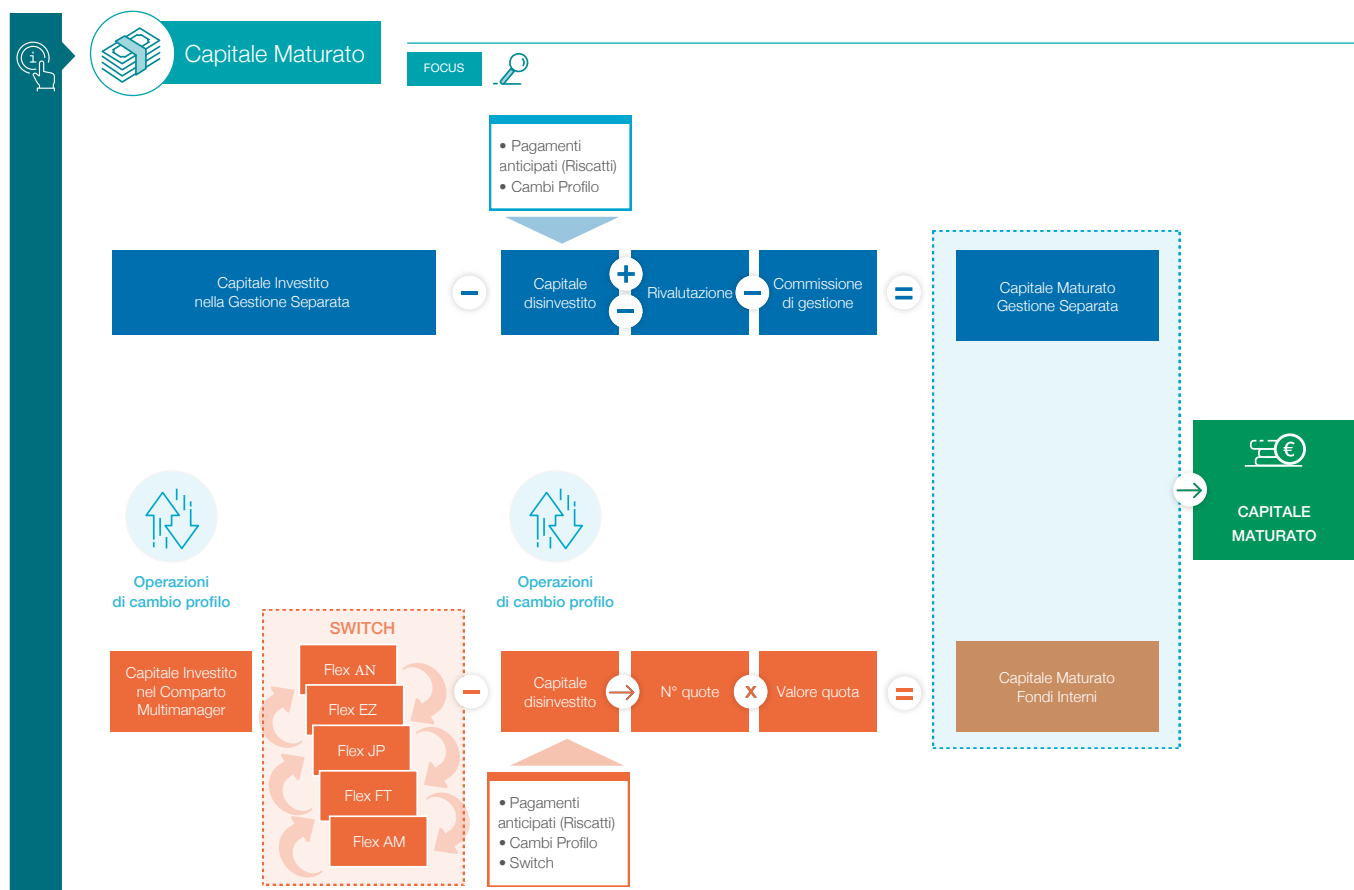 Capitale Maturato
FOCUS
• Pagamenti
anticipati (Riscatti)
• Cambi Profilo
Capitale Investito
nella Gestione Separata
−
Capitale
disinvestito
+
−
Rivalutazione
−
Commissione
di gestione
=
Capitale Maturato
Gestione Separata
€
CAPITALE
MATURATO
Operazioni
di cambio profilo
Operazioni
di cambio profilo
Capitale Investito
nel Comparto
Multimanager
SWITCH
Flex AN
Flex EZ
Flex JP
Flex FT
Flex AM
−
Capitale
disinvestito
→
N° quote
x
Valore quota
=
Capitale Maturato
Fondi Interni
• Pagamenti
anticipati (Riscatti)
• Cambi Profilo
• Switch